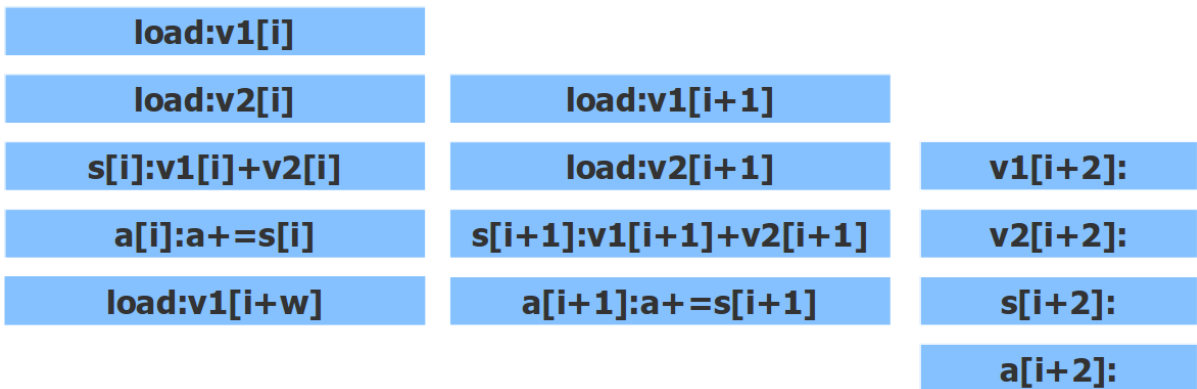 load:v1[i]
load:v2[i] load:v1[i+1]
s[i]:v1[i]+v2[i] load:v2[i+1] v1[i+2]:
a[i]:a+=s[i] s[i+1]:v1[i+1]+v2[i+1] v2[i+2]:
load:v1[i+w] a[i+1]:a+=s[i+1] s[i+2]:
a[i+2]: